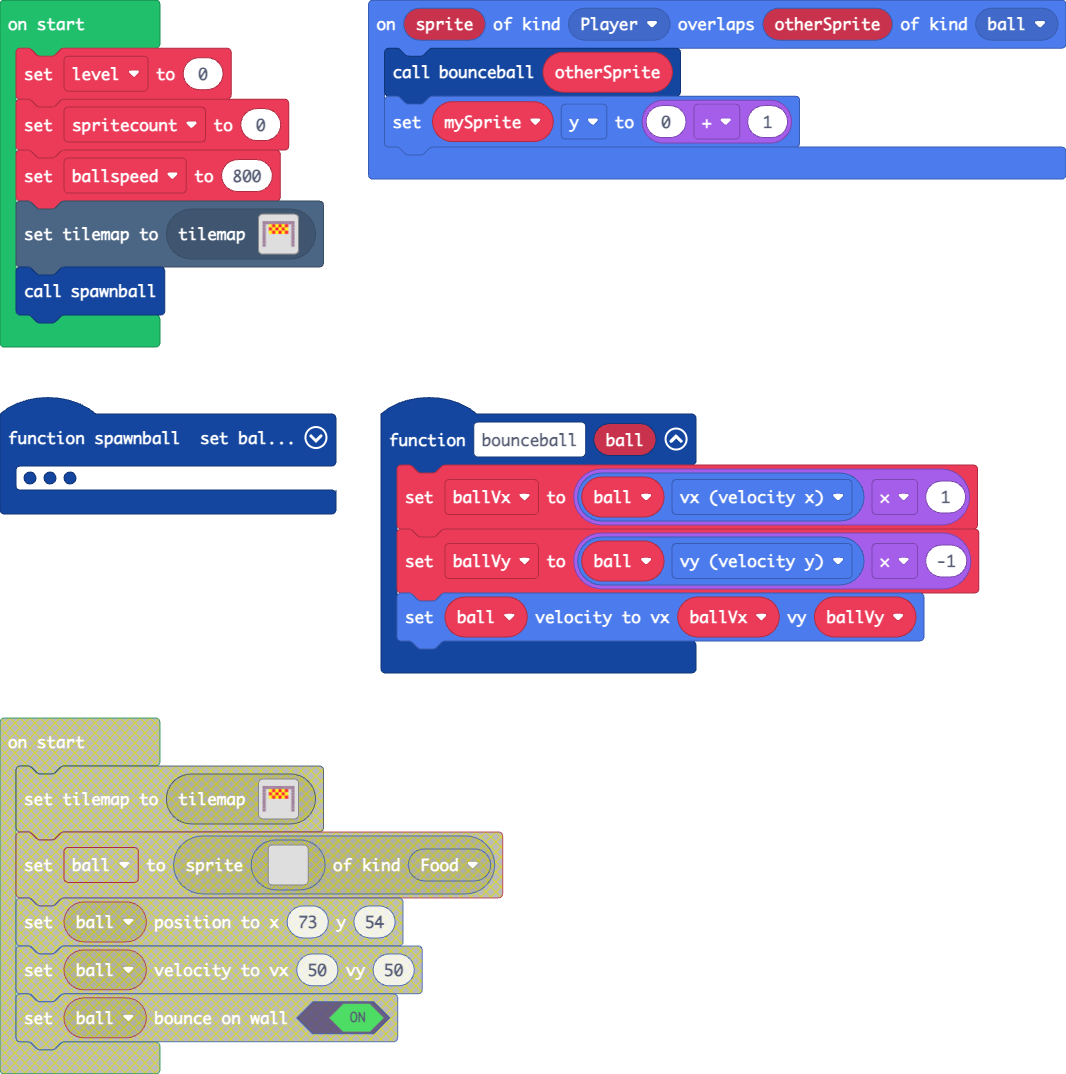 on start
set level to 0
set spritecount to 0
set ballspeed to 800
set tilemap to tilemap
call spawnball
on sprite of kind Player overlaps otherSprite of kind ball
call bounceball otherSprite
set mySprite y to 0 + 1
function spawnball set bal...
function bounceball ball
set ballVx to ball vx (velocity x) × 1
set ballVy to ball vy (velocity y) × -1
set ball velocity to vx ballVx vy ballVy
on start
set tilemap to tilemap
set ball to sprite of kind Food
set ball position to x 73 y 54
set ball velocity to vx 50 vy 50
set ball bounce on wall ON